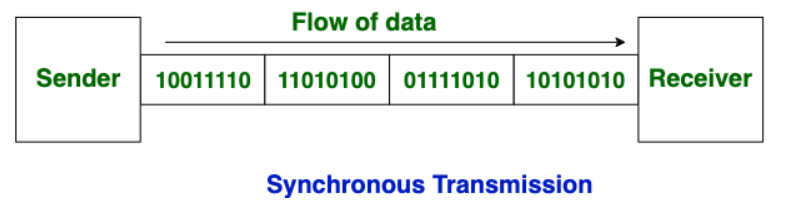 Flow of data
Sender 10011110 11010100 01111010 10101010 Receiver
Synchronous Transmission